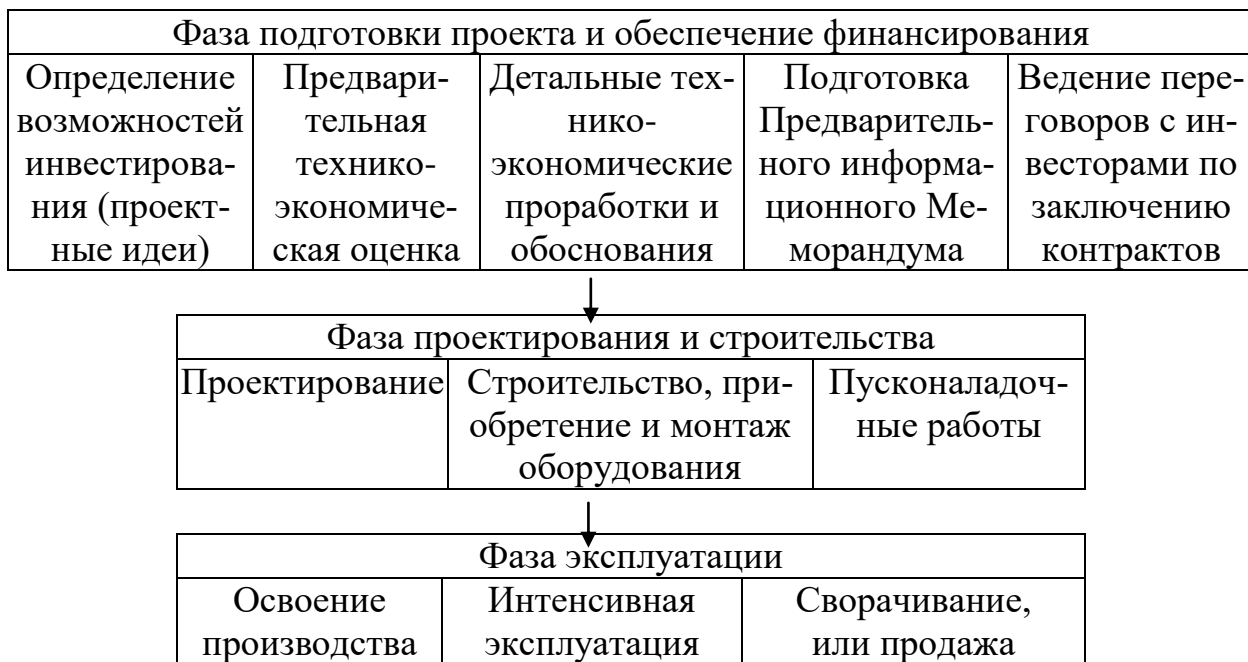 Фаза подготовки проекта и обеспечение финансирования
Определение
возможностей
инвестирова-
ния (проект-
ные идеи)
Предвари-
тельная
технико-
экономиче-
ская оценка
Детальные тех-
нико-
экономические
проработки и
обоснования
Подготовка
Предваритель-
ного информа-
ционного Ме-
морандума
Ведение пере-
говоров с ин-
весторами по
заключению
контрактов
Фаза проектирования и строительства
Проектирование
Строительство, при-
обретение и монтаж
оборудования
Пусконаладоч-
ные работы
Фаза эксплуатации
Освоение
производства
Интенсивная
эксплуатация
Сворачивание,
или продажа